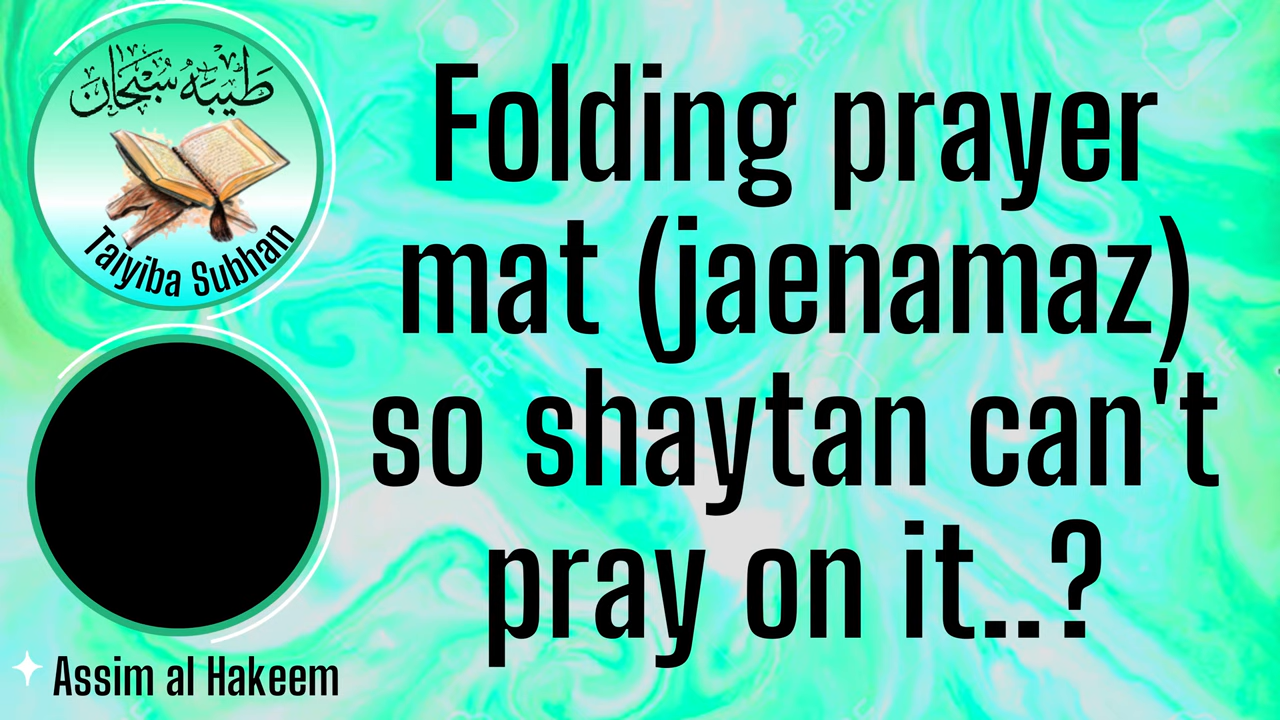 طيبه سبحان
Taiyiba Subhan
Folding prayer
mat (jaenamaz)
so shaytan can't
pray on it..?
Assim al Hakeem